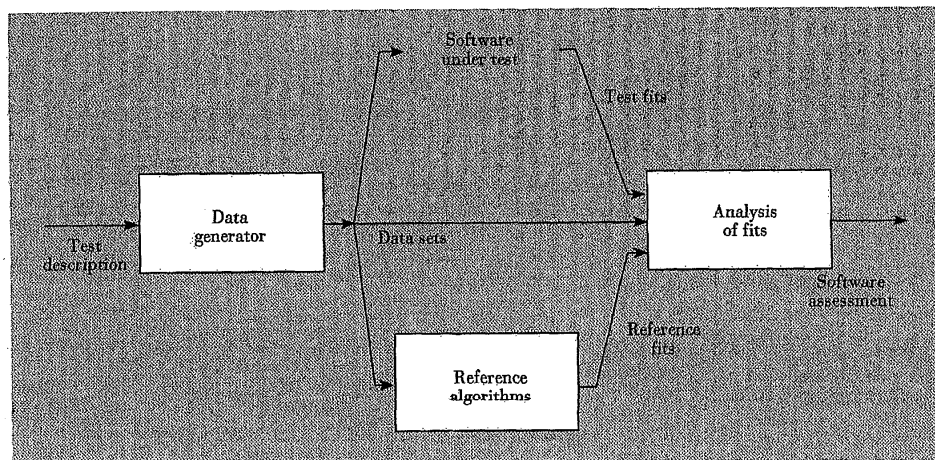 Software
under test
Test fits
Data
generator
Analysis
of fits
Test
description
Data sets
Software
assessment
Reference
fits
Reference
algorithms